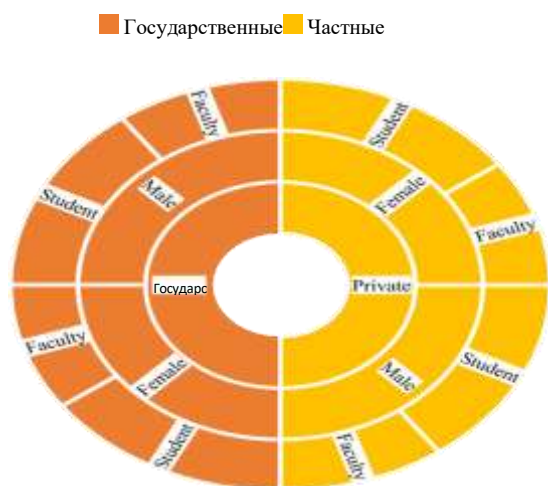 Государственные Частные
Faculty
Student
Male
Student
Female
Faculty
Государс
Private
Faculty
Female
Male
Student
Student
Faculty